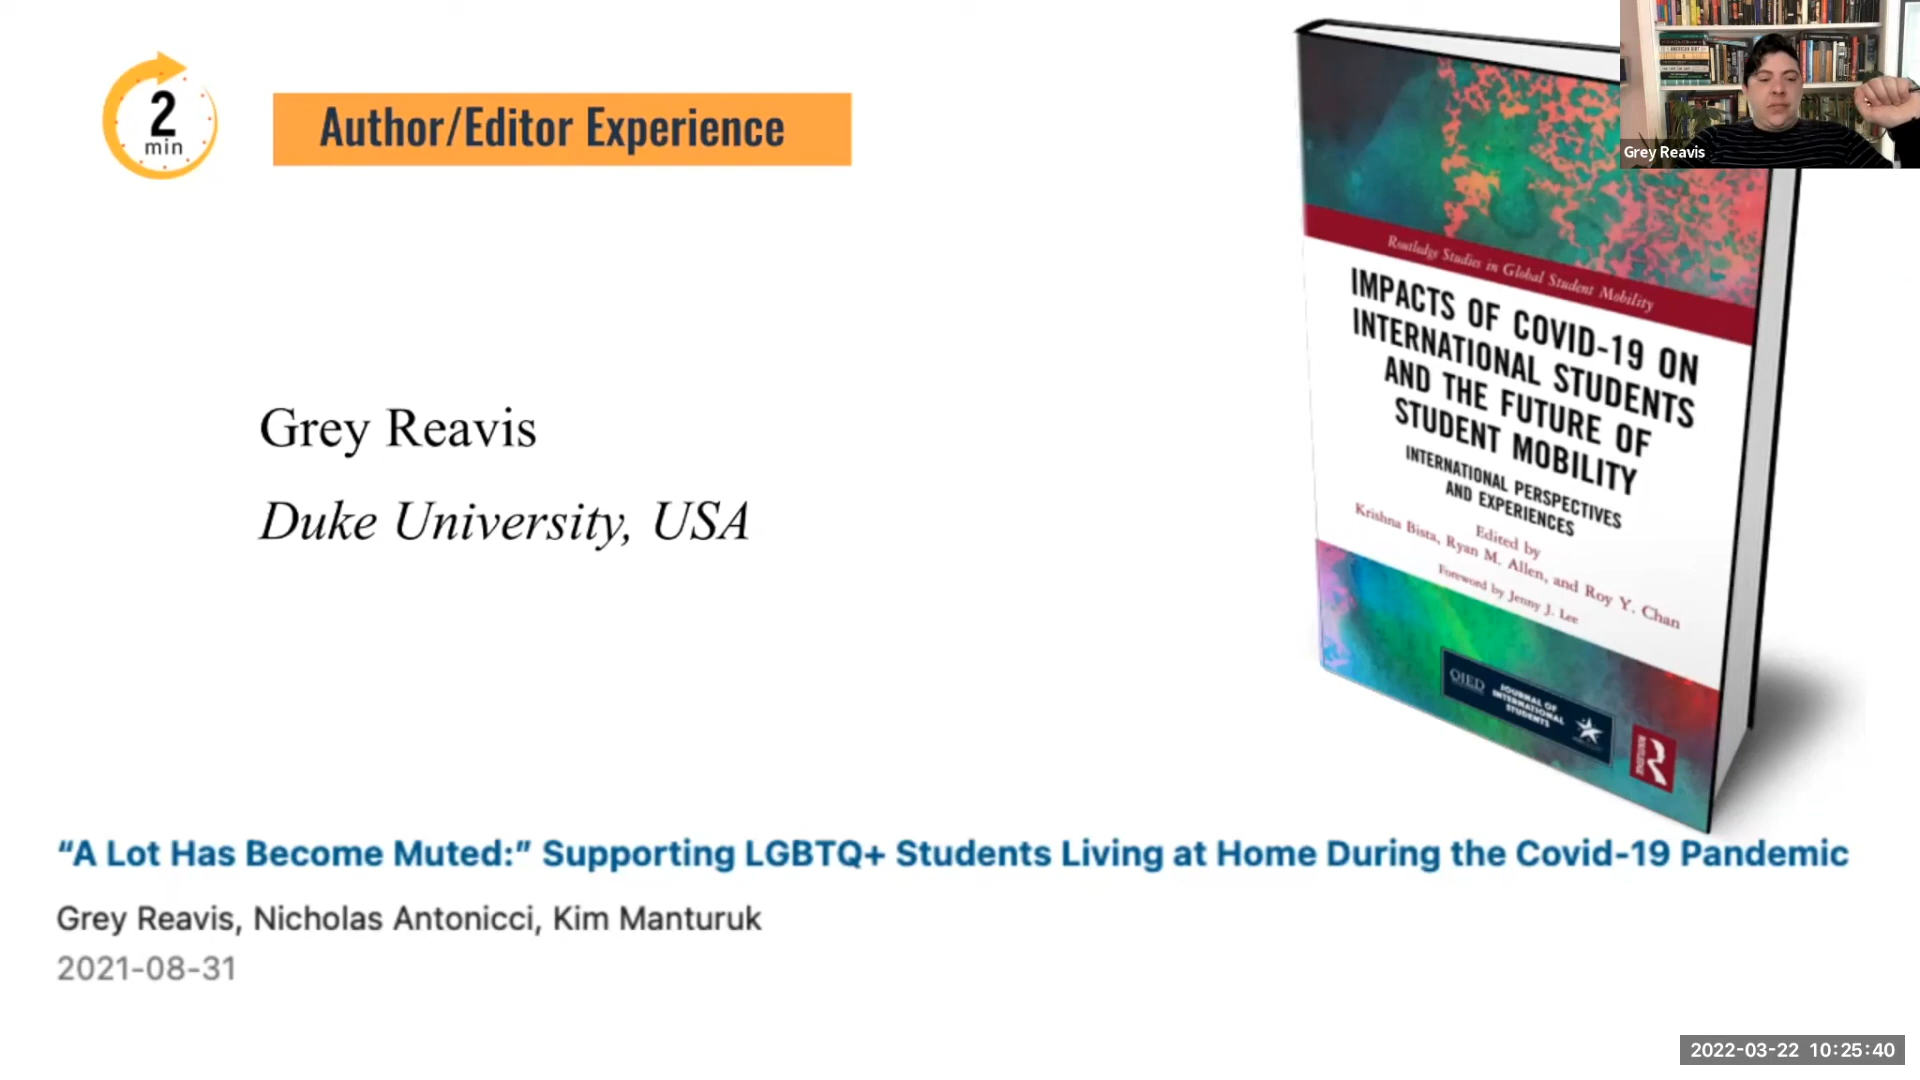 2
min
Author/Editor Experience
Grey Reavis
Grey Reavis
Duke University, USA
Routledge Studies in Global Student Mobility
IMPACTS OF COVID-19 ON
INTERNATIONAL STUDENTS
AND THE FUTURE OF
STUDENT MOBILITY
INTERNATIONAL PERSPECTIVES
AND EXPERIENCES
Edited by
Krishna Bista, Ryan M. Allen, and Roy Y. Chan
Foreword by Jenny J. Lee
OJED
JOURNAL OF
INTERNATIONAL
STUDENTS
R
ROUTLEDGE
“A Lot Has Become Muted:” Supporting LGBTQ+ Students Living at Home During the Covid-19 Pandemic
Grey Reavis, Nicholas Antonicci, Kim Manturuk
2021-08-31
2022-03-22 10:25:40